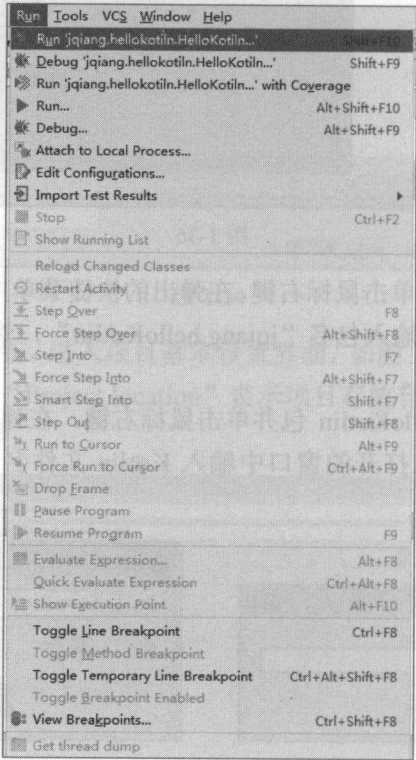 Run Tools VCS Window Help
Run 'jqiang.hellokotiln.HelloKotiln...' Shift+F10
Debug 'jqiang.hellokotiln.HelloKotiln...' Shift+F9
Run 'jqiang.hellokotiln.HelloKotiln...' with Coverage
Run... Alt+Shift+F10
Debug... Alt+Shift+F9
Attach to Local Process...
Edit Configurations...
Import Test Results
Stop Ctrl+F2
Show Running List
Reload Changed Classes
Restart Activity
Step Over F8
Force Step Over Alt+Shift+F8
Step Into F7
Force Step Into Alt+Shift+F7
Smart Step Into Shift+F7
Step Out Shift+F8
Run to Cursor Alt+F9
Force Run to Cursor Ctrl+Alt+F9
Drop Frame
Pause Program
Resume Program F9
Evaluate Expression... Alt+F8
Quick Evaluate Expression Ctrl+Alt+F8
Show Execution Point Alt+F10
Toggle Line Breakpoint Ctrl+F8
Toggle Method Breakpoint
Toggle Temporary Line Breakpoint Ctrl+Alt+Shift+F8
Toggle Breakpoint Enabled
View Breakpoints... Ctrl+Shift+F8
Get thread dump